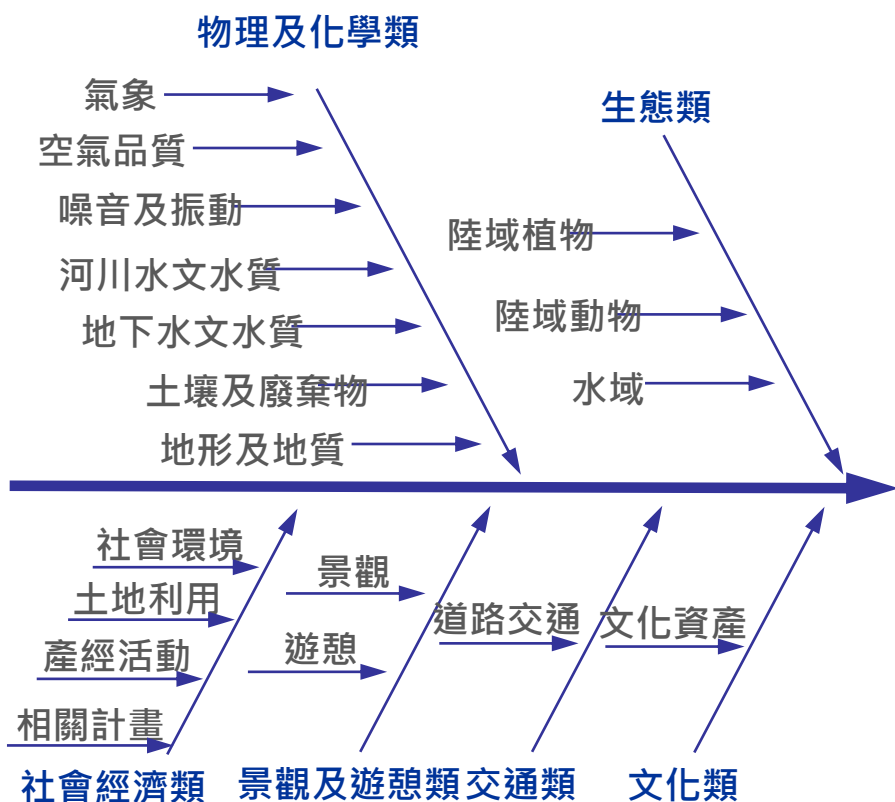 物理及化學類
氣象
空氣品質
噪音及振動
河川水文水質
地下水文水質
土壤及廢棄物
地形及地質
生態類
陸域植物
陸域動物
水域
社會環境
土地利用
產經活動
相關計畫
社會經濟類
景觀
遊憩
景觀及遊憩類
道路交通
交通類
文化資產
文化類